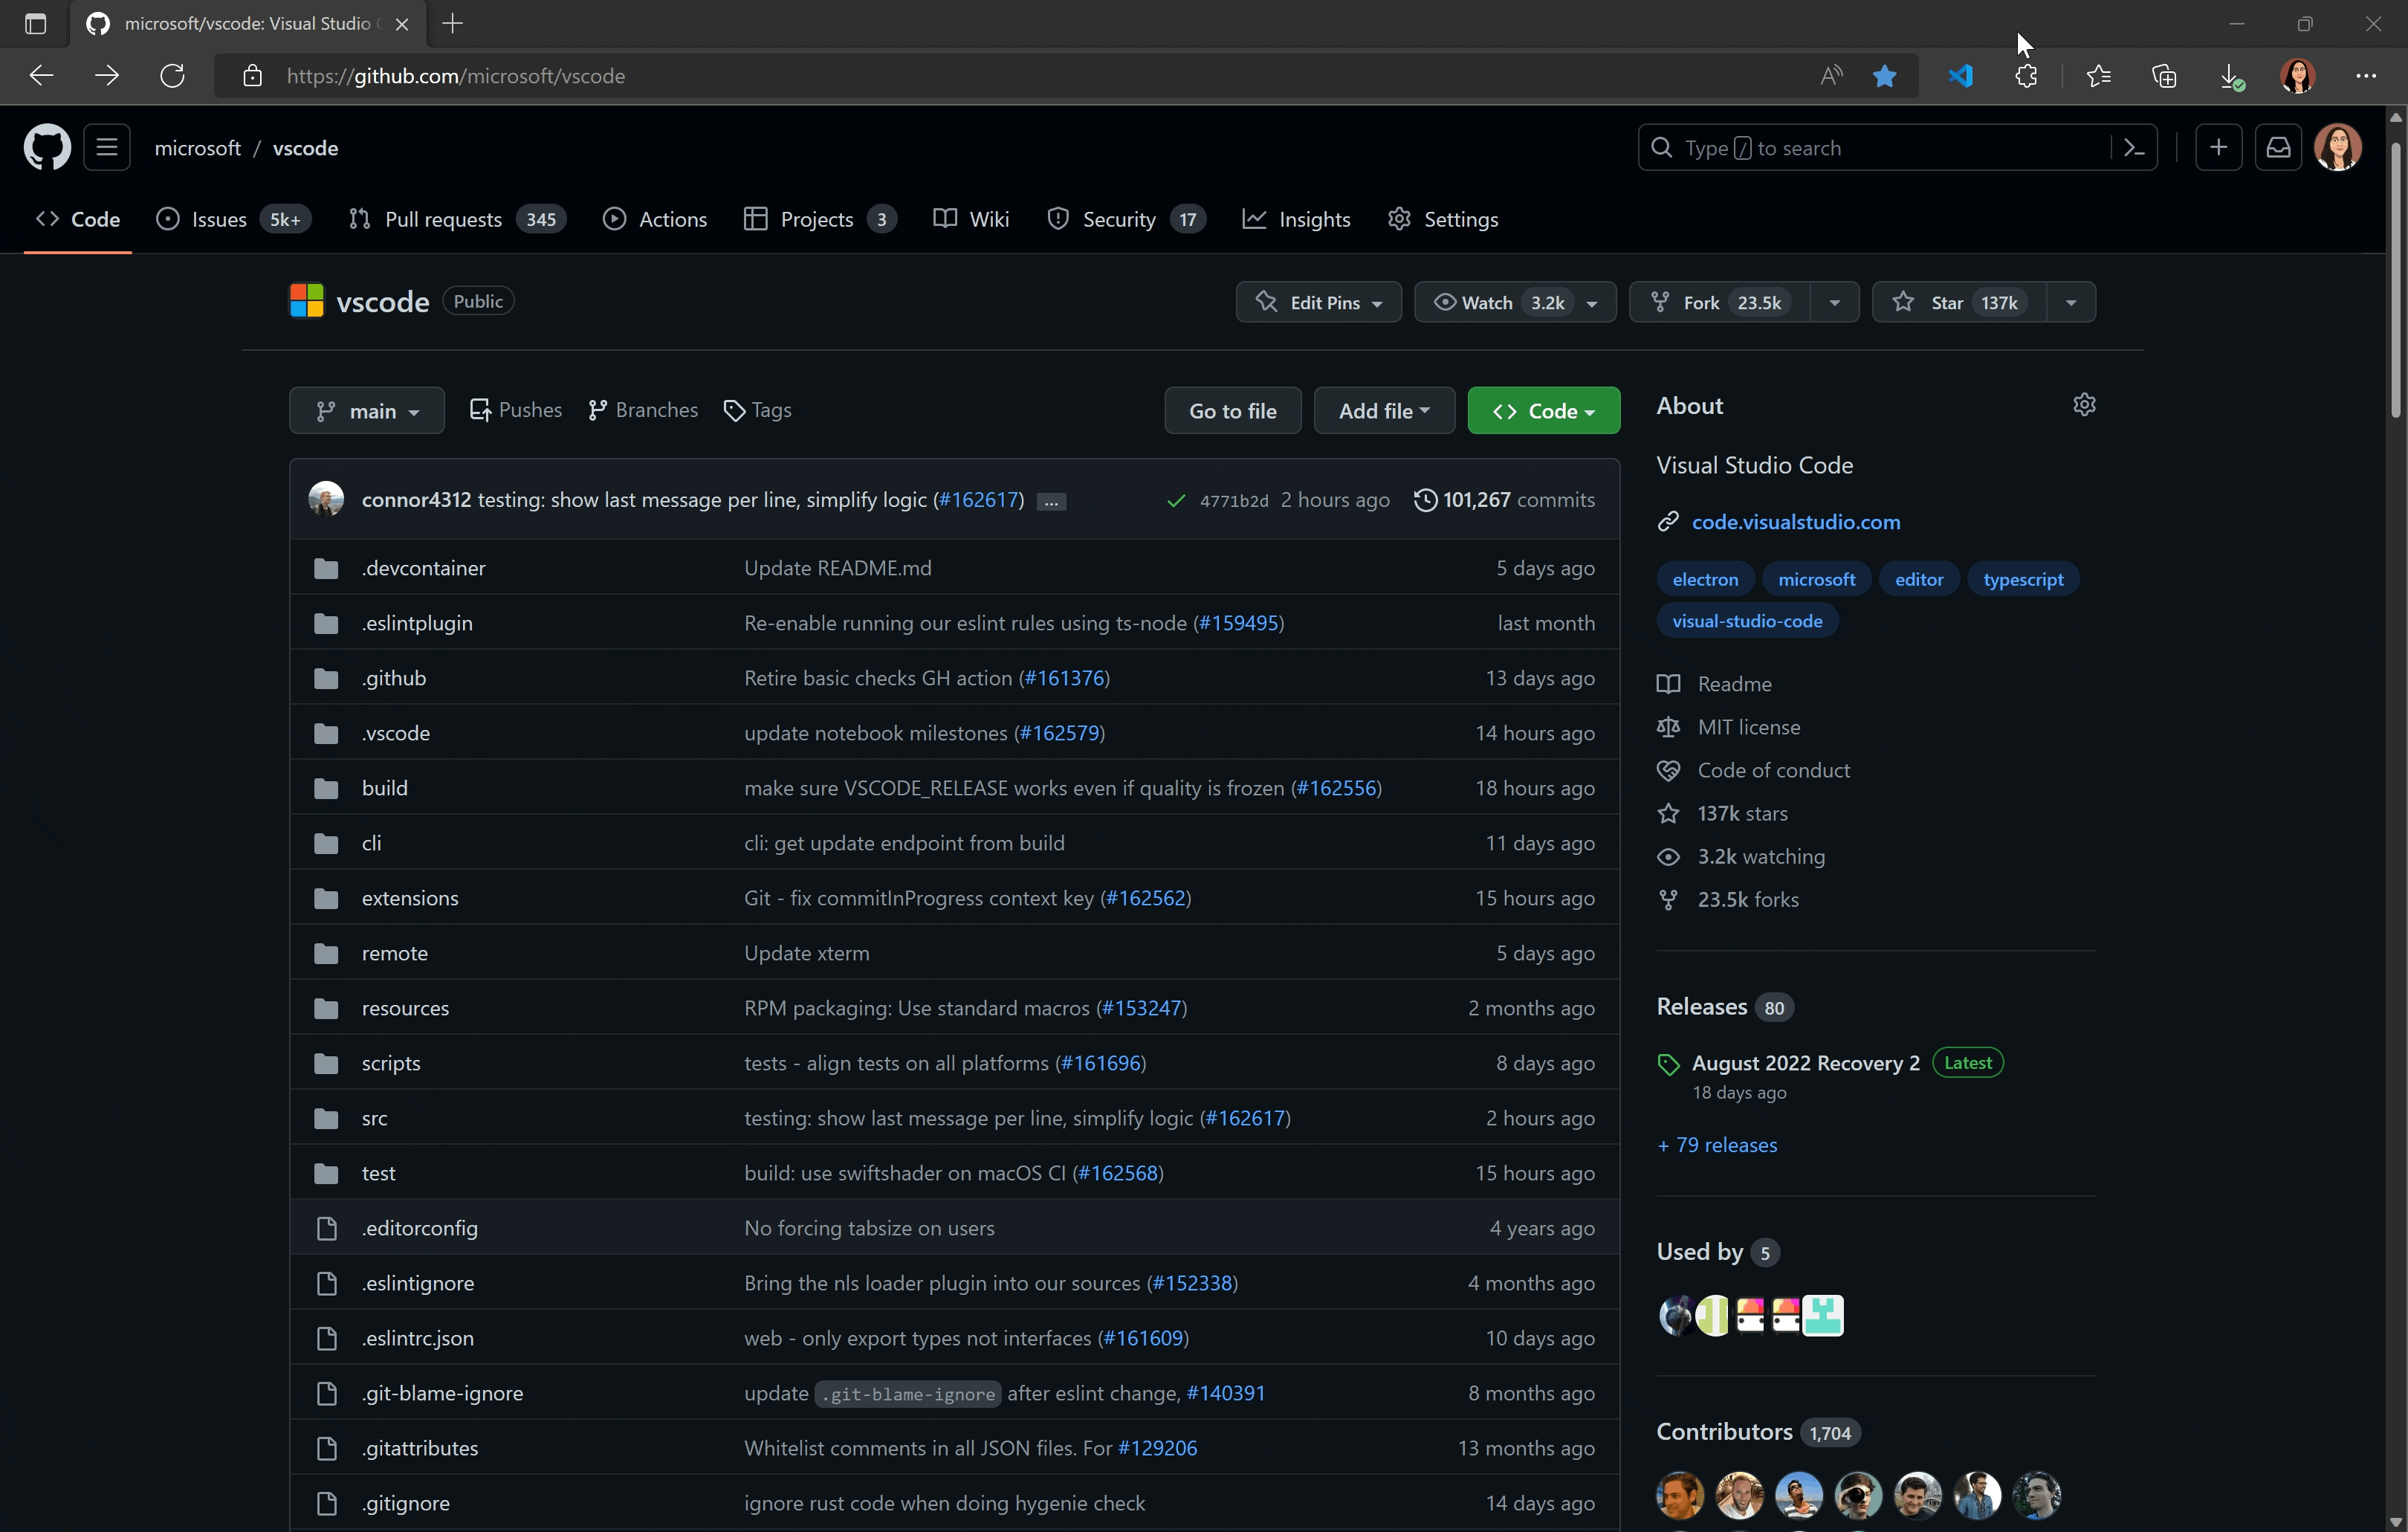 microsoft/vscode: Visual Studio
https://github.com/microsoft/vscode
microsoft / vscode
Type / to search
Code Issues 5k+ Pull requests 345 Actions Projects 3 Wiki Security 17 Insights Settings
vscode Public
Edit Pins Watch 3.2k Fork 23.5k Star 137k
main Pushes Branches Tags
Go to file Add file Code
connor4312 testing: show last message per line, simplify logic (#162617) ... 4771b2d 2 hours ago 101,267 commits
.devcontainer Update README.md 5 days ago
.eslintplugin Re-enable running our eslint rules using ts-node (#159495) last month
.github Retire basic checks GH action (#161376) 13 days ago
.vscode update notebook milestones (#162579) 14 hours ago
build make sure VSCODE_RELEASE works even if quality is frozen (#162556) 18 hours ago
cli cli: get update endpoint from build 11 days ago
extensions Git - fix commitInProgress context key (#162562) 15 hours ago
remote Update xterm 5 days ago
resources RPM packaging: Use standard macros (#153247) 2 months ago
scripts tests - align tests on all platforms (#161696) 8 days ago
src testing: show last message per line, simplify logic (#162617) 2 hours ago
test build: use swiftshader on macOS CI (#162568) 15 hours ago
.editorconfig No forcing tabsize on users 4 years ago
.eslintignore Bring the nls loader plugin into our sources (#152338) 4 months ago
.eslintrc.json web - only export types not interfaces (#161609) 10 days ago
.git-blame-ignore update .git-blame-ignore after eslint change, #140391 8 months ago
.gitattributes Whitelist comments in all JSON files. For #129206 13 months ago
.gitignore ignore rust code when doing hygenie check 14 days ago
About
Visual Studio Code
code.visualstudio.com
electron microsoft editor typescript
visual-studio-code
Readme
MIT license
Code of conduct
137k stars
3.2k watching
23.5k forks
Releases 80
August 2022 Recovery 2 Latest
18 days ago
+ 79 releases
Used by 5
Contributors 1,704